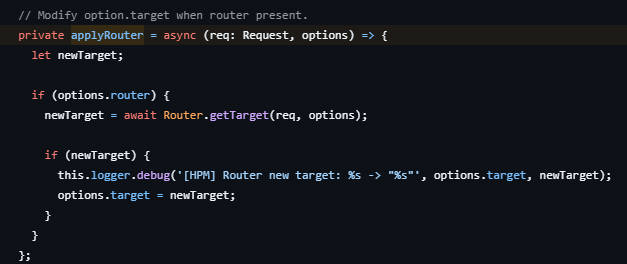 // Modify option.target when router present.
private applyRouter = async (req: Request, options) => {
let newTarget;
if (options.router) {
newTarget = await Router.getTarget(req, options);
if (newTarget) {
this.logger.debug('[HPM] Router new target: %s -> "%s"', options.target, newTarget);
options.target = newTarget;
}
}
};